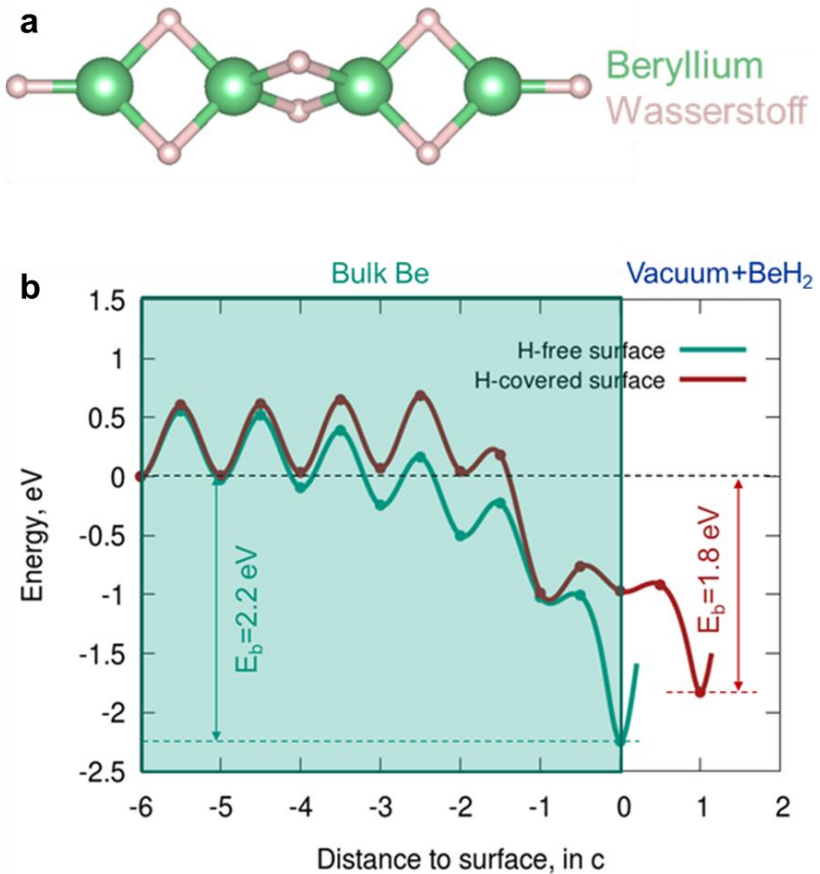 a
Beryllium
Wasserstoff
b
Bulk Be
Vacuum+BeH₂
H-free surface
H-covered surface
1.5
1
0.5
0
-0.5
-1
-1.5
-2
-2.5
Energy, eV
E_b=2.2 eV
E_b=1.8 eV
-6 -5 -4 -3 -2 -1 0 1 2
Distance to surface, in c